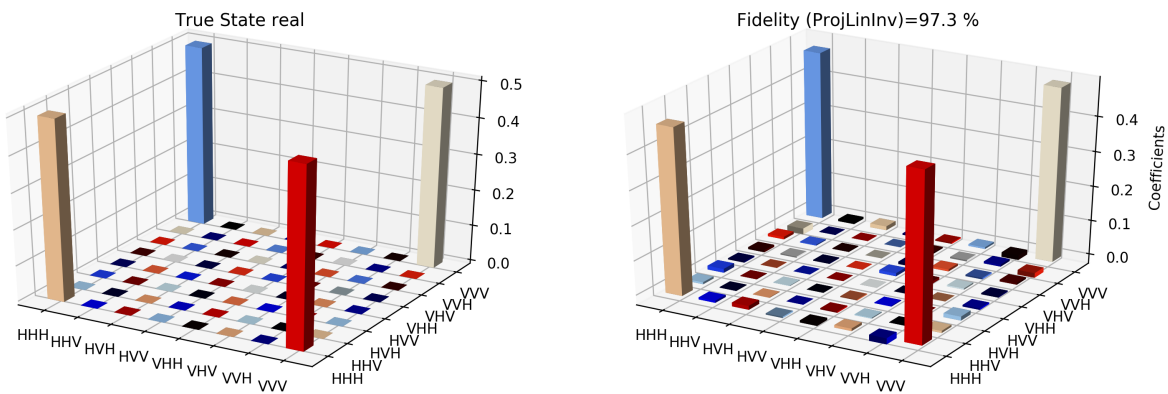 True State real
0.5
0.4
0.3
0.2
0.1
0.0
HHH
HHV
HVH
HVV
VHH
VHV
VVH
VVV
HHH
HHV
HVH
HVV
VHH
VHV
VVH
VVV
Fidelity (ProjLinInv)=97.3 %
0.4
0.3
0.2
0.1
0.0
Coefficients
HHH
HHV
HVH
HVV
VHH
VHV
VVH
VVV
HHH
HHV
HVH
HVV
VHH
VHV
VVH
VVV